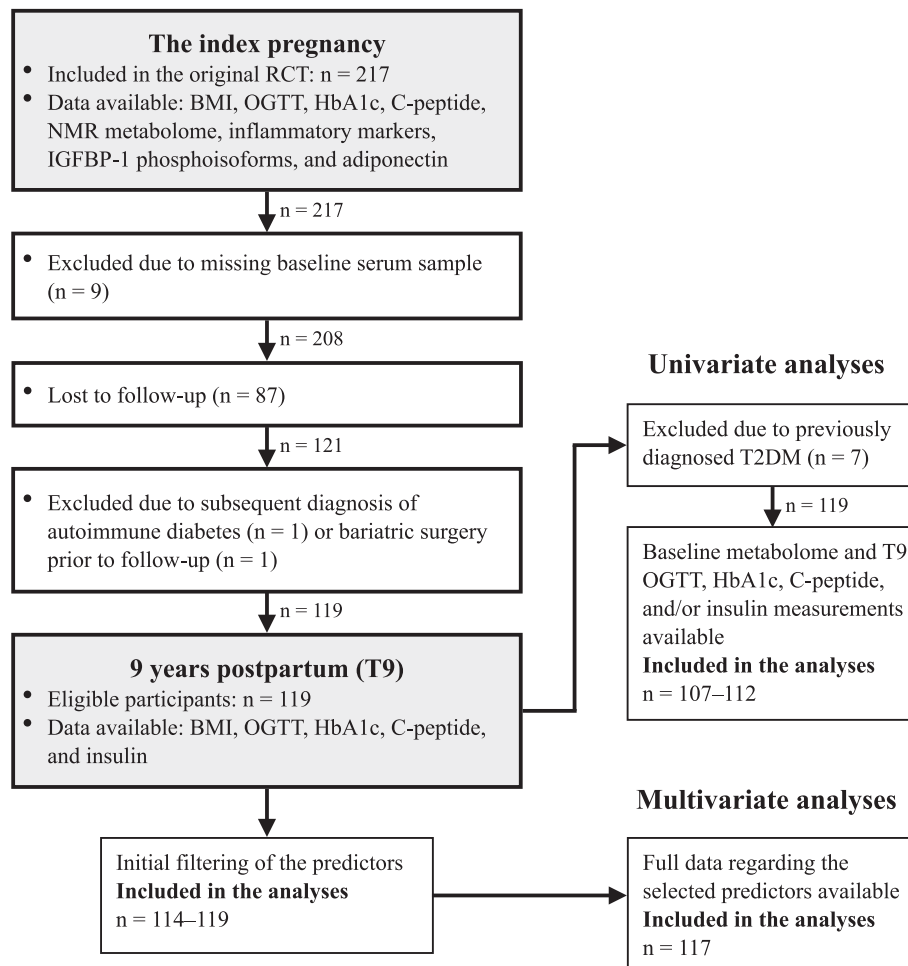 The index pregnancy
• Included in the original RCT: n = 217
• Data available: BMI, OGTT, HbA1c, C-peptide,
NMR metabolome, inflammatory markers,
IGFBP-1 phosphoisoforms, and adiponectin
n = 217
• Excluded due to missing baseline serum sample
(n = 9)
n = 208
• Lost to follow-up (n = 87)
n = 121
• Excluded due to subsequent diagnosis of
autoimmune diabetes (n = 1) or bariatric surgery
prior to follow-up (n = 1)
n = 119
9 years postpartum (T9)
• Eligible participants: n = 119
• Data available: BMI, OGTT, HbA1c, C-peptide,
and insulin
Initial filtering of the predictors
Included in the analyses
n = 114–119
Univariate analyses
Excluded due to previously
diagnosed T2DM (n = 7)
n = 119
Baseline metabolome and T9
OGTT, HbA1c, C-peptide,
and/or insulin measurements
available
Included in the analyses
n = 107–112
Multivariate analyses
Full data regarding the
selected predictors available
Included in the analyses
n = 117